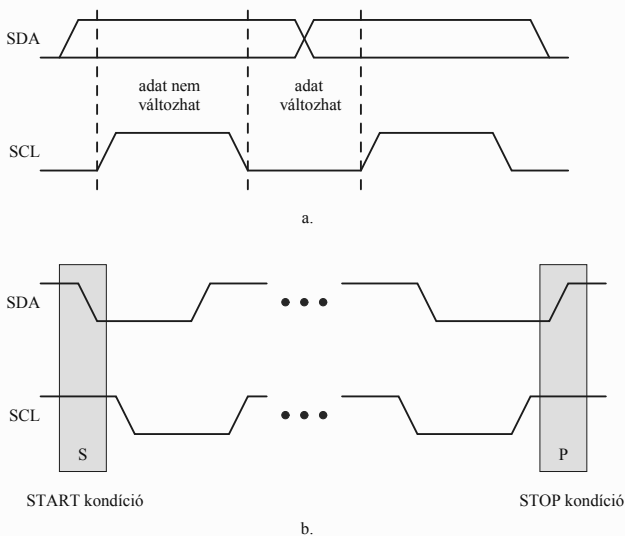 SDA
adat nem
változhat
adat
változhat
SCL
a.
SDA
SCL
S
P
START kondíció
STOP kondíció
b.